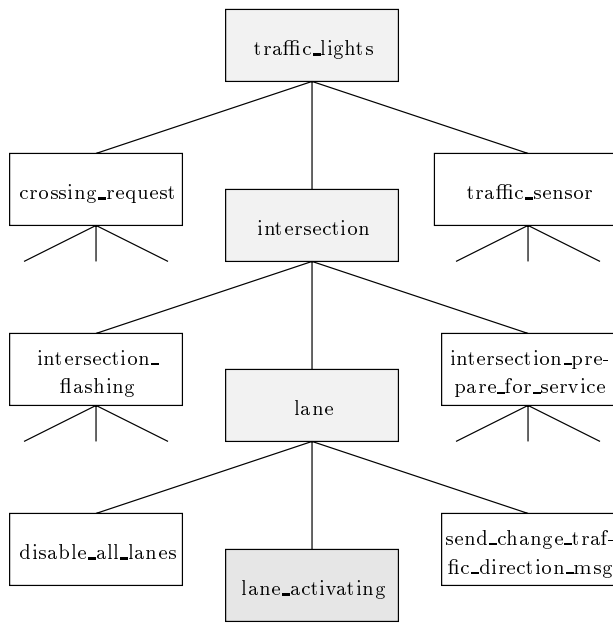 traffic_lights
crossing_request
traffic_sensor
intersection
intersection_
flashing
intersection_pre-
pare_for_service
lane
disable_all_lanes
send_change_traf-
fic_direction_msg
lane_activating